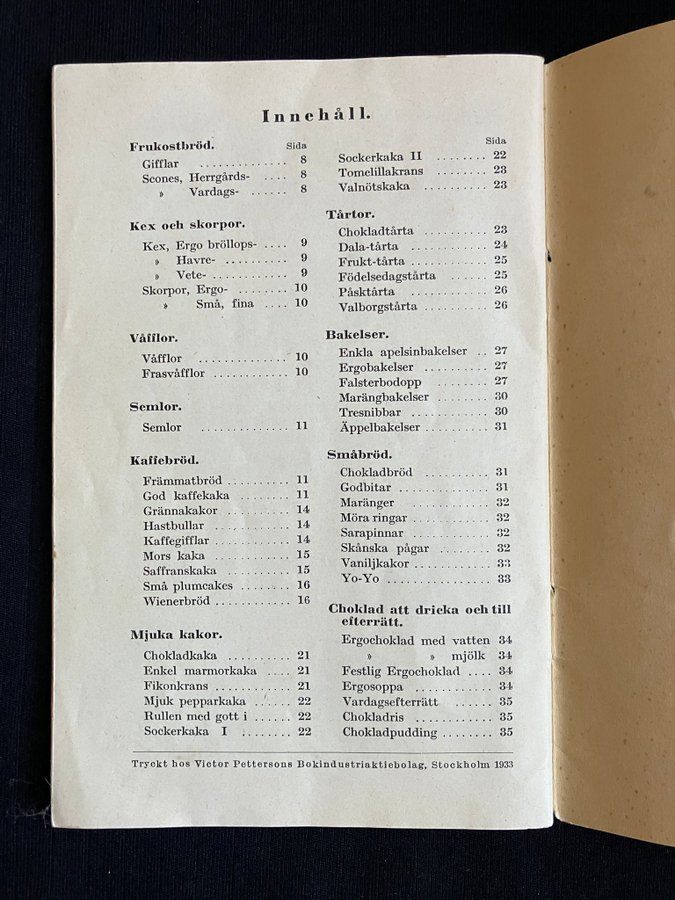 Innehåll.
Frukostbröd. Sida
Gifflar .............. 8
Scones, Herrgårds- .... 8
» Vardags- ...... 8
Kex och skorpor.
Kex, Ergo bröllops- .... 9
» Havre- .......... 9
» Vete- ............ 9
Skorpor, Ergo- ........ 10
» Små, fina .... 10
Våfflor.
Våfflor .............. 10
Frasvåfflor ............ 10
Semlor.
Semlor .............. 11
Kaffebröd.
Främmatbröd .......... 11
God kaffekaka ........ 11
Grännakakor .......... 14
Hastbullar .......... 14
Kaffegifflar ............ 14
Mors kaka .......... 15
Saffranskaka .......... 15
Små plumcakes ........ 16
Wienerbröd ............ 16
Mjuka kakor.
Chokladkaka .......... 21
Enkel marmorkaka .... 21
Fikonkrans ............ 21
Mjuk pepparkaka ...... 22
Rullen med gott i ...... 22
Sockerkaka I ........ 22
Sida
Sockerkaka II ........ 22
Tomelillakrans ........ 23
Valnötskaka .......... 23
Tårtor.
Chokladtårta .......... 23
Dala-tårta ............ 24
Frukt-tårta ............ 25
Födelsedagstårta ...... 25
Påsktårta ............ 26
Valborgstårta .......... 26
Bakelser.
Enkla apelsinbakelser .. 27
Ergobakelser .......... 27
Falsterbodopp ........ 27
Marängbakelser ........ 30
Tresnibbar ............ 30
Äppelbakelser .......... 31
Småbröd.
Chokladbröd .......... 31
Godbitar .............. 31
Maränger ............ 32
Möra ringar ............ 32
Sarapinnar ............ 32
Skånska pågar ........ 32
Vaniljkakor ............ 33
Yo-Yo ................ 33
Choklad att dricka och till
efterrätt.
Ergochoklad med vatten 34
» » mjölk 34
Festlig Ergochoklad .... 34
Ergosoppa ............ 34
Vardagsefterrätt ...... 35
Chokladris ............ 35
Chokladpudding ........ 35
Tryckt hos Victor Pettersons Bokindustriaktiebolag, Stockholm 1933